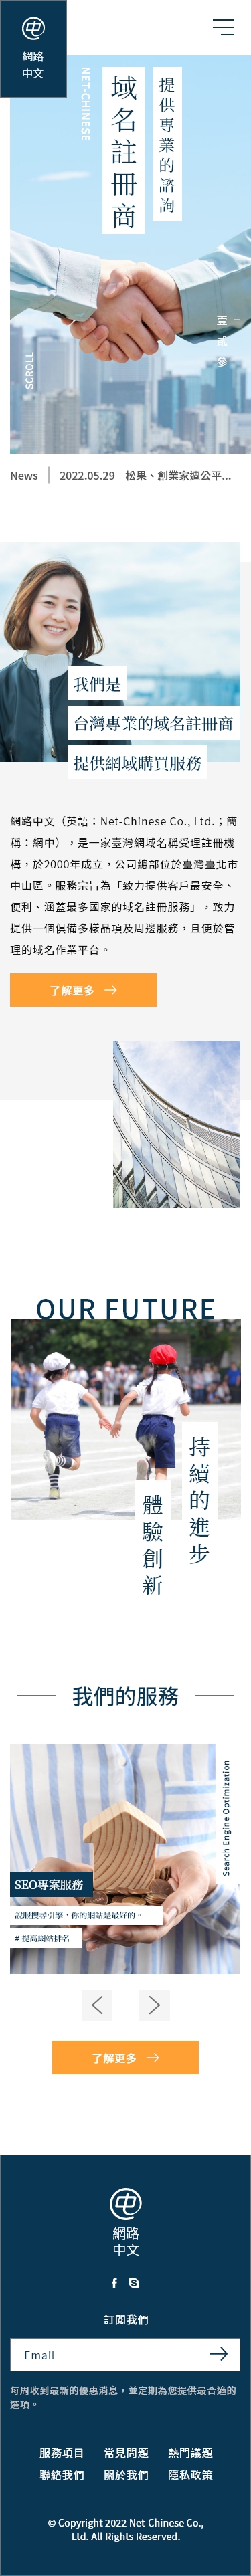 網路
中文
NET-CHINESE
域名註冊商
提供專業的諮詢
壹
貳
參
SCROLL
News
2022.05.29 松果、創業家遭公平...
我們是
台灣專業的域名註冊商
提供網域購買服務
網路中文（英語：Net-Chinese Co., Ltd.；簡
稱：網中），是一家臺灣網域名稱受理註冊機
構，於2000年成立，公司總部位於臺灣臺北市
中山區。服務宗旨為「致力提供客戶最安全、
便利、涵蓋最多國家的域名註冊服務」，致力
提供一個俱備多樣品項及周邊服務，且便於管
理的域名作業平台。
了解更多
OUR FUTURE
持續的進步
體驗創新
我們的服務
Search Engine Optimization
SEO專案服務
說服搜尋引擎，你的網站是最好的。
# 提高網站排名
了解更多
網路
中文
訂閱我們
Email
每周收到最新的優惠消息，並定期為您提供最合適的
選項。
服務項目 常見問題 熱門議題
聯絡我們 關於我們 隱私政策
© Copyright 2022 Net-Chinese Co.,
Ltd. All Rights Reserved.